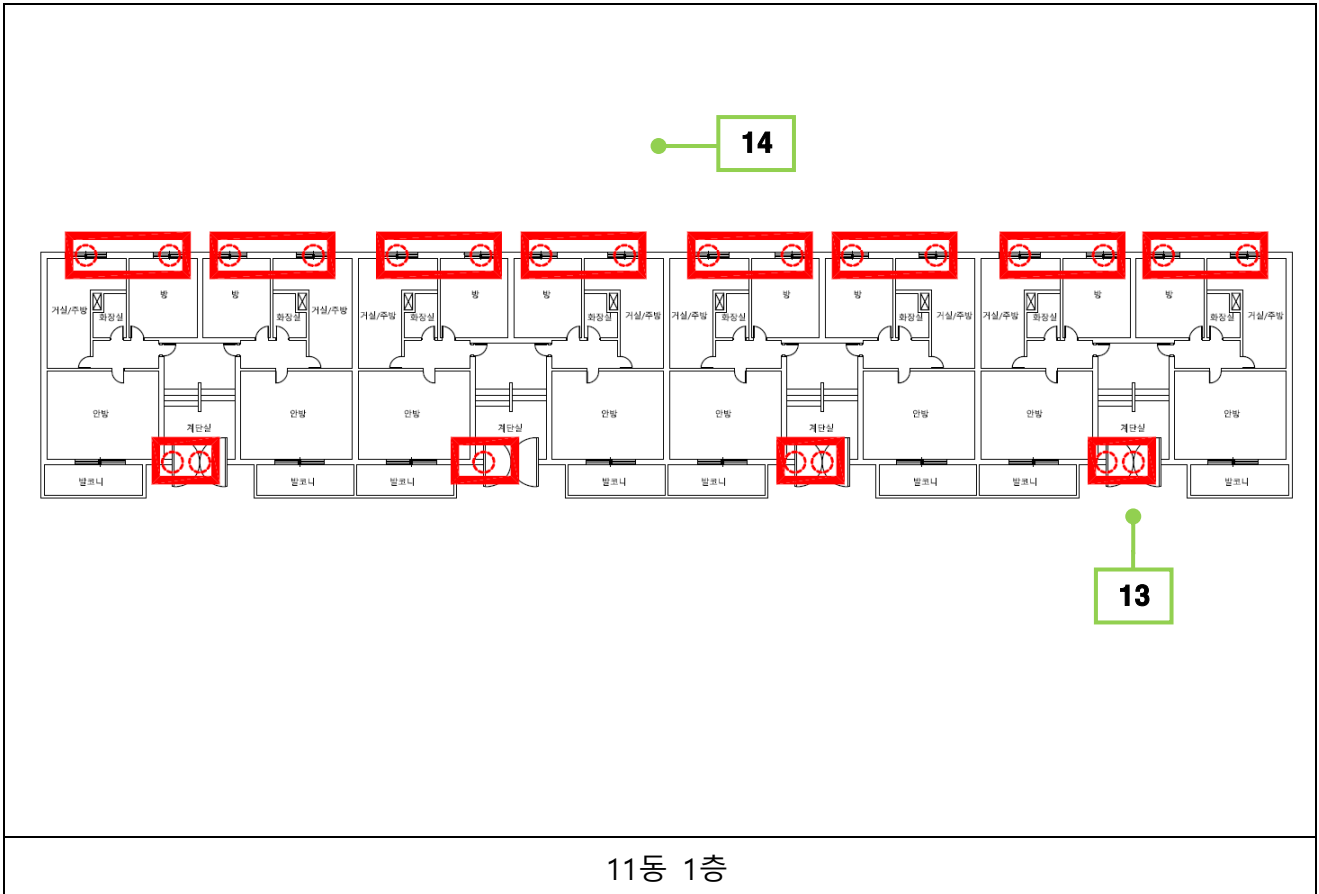 14
방 방 방 방 방 방 방 방
거실/주방 화장실 화장실 거실/주방 거실/주방 화장실 화장실 거실/주방 거실/주방 화장실 화장실 거실/주방 거실/주방 화장실 화장실 거실/주방
안방 안방 안방 안방 안방 안방 안방 안방
계단실 계단실 계단실 계단실
발코니 발코니 발코니 발코니 발코니 발코니 발코니 발코니
13
11동 1층